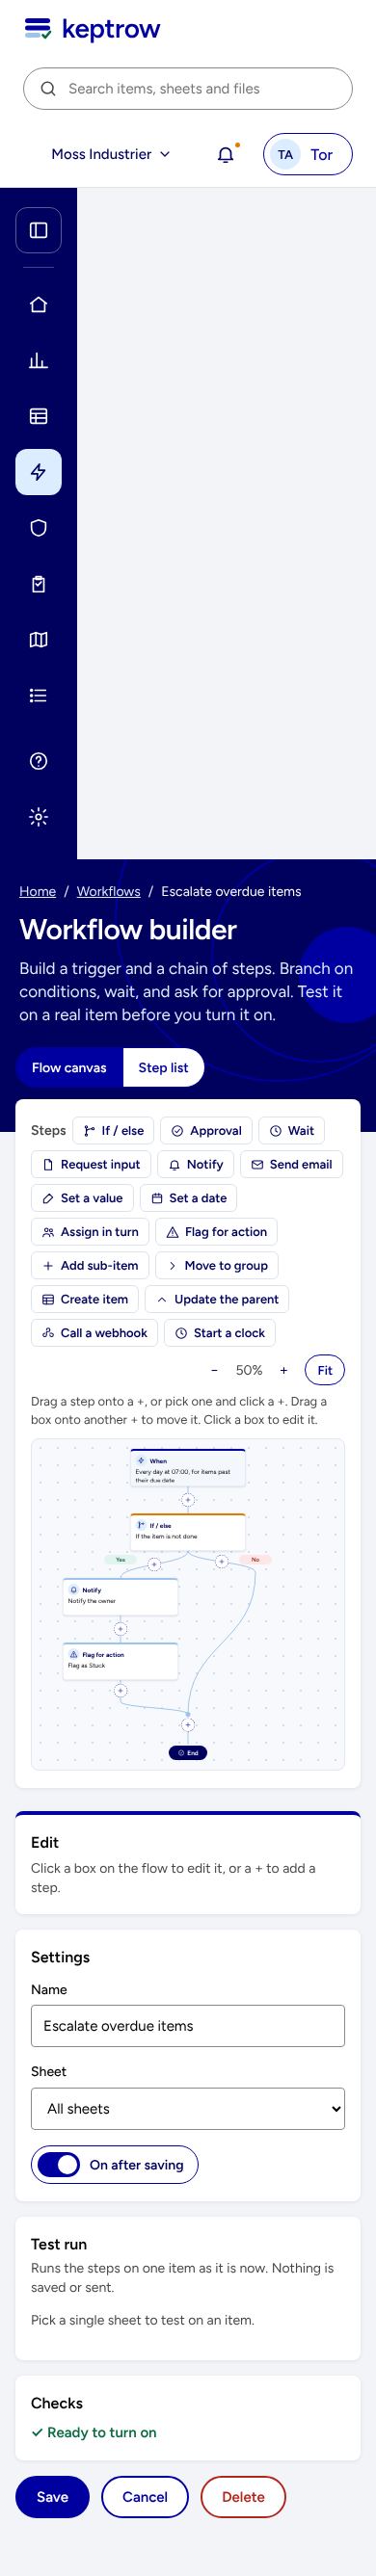 keptrow
Search items, sheets and files
Moss Industrier
TA Tor
Home / Workflows / Escalate overdue items
Workflow builder
Build a trigger and a chain of steps. Branch on
conditions, wait, and ask for approval. Test it
on a real item before you turn it on.
Flow canvas Step list
Steps If / else Approval Wait
Request input Notify Send email
Set a value Set a date
Assign in turn Flag for action
Add sub-item Move to group
Create item Update the parent
Call a webhook Start a clock
− 50% + Fit
Drag a step onto a +, or pick one and click a +. Drag a
box onto another + to move it. Click a box to edit it.
When
Every day at 07:00, for items past
their due date
+
If / else
If the item is not done
Yes + + No
Notify
Notify the owner
+
Flag for action
Flag as Stuck
+
+
End
Edit
Click a box on the flow to edit it, or a + to add a
step.
Settings
Name
Escalate overdue items
Sheet
All sheets
On after saving
Test run
Runs the steps on one item as it is now. Nothing is
saved or sent.
Pick a single sheet to test on an item.
Checks
✓ Ready to turn on
Save Cancel Delete